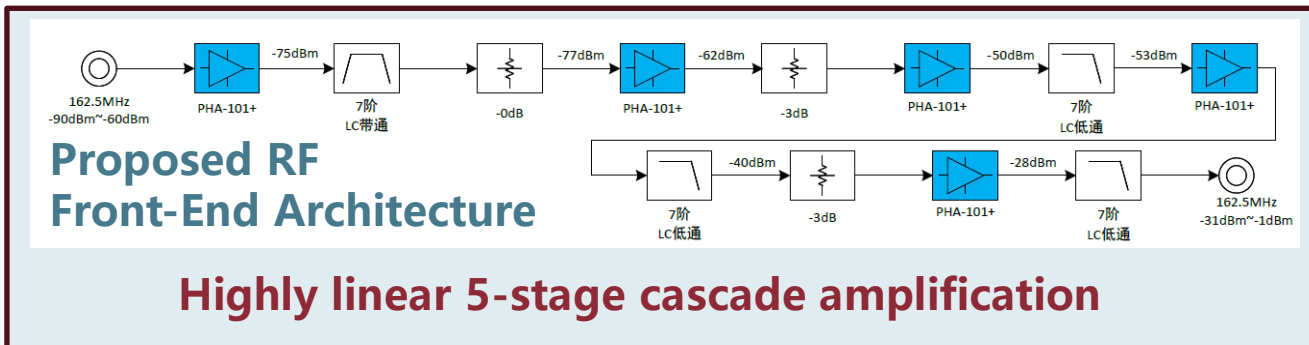 -75dBm
-77dBm
-62dBm
-50dBm
-53dBm
162.5MHz
-90dBm~-60dBm
PHA-101+
7阶
LC带通
-0dB
PHA-101+
-3dB
PHA-101+
7阶
LC低通
PHA-101+
Proposed RF
Front-End Architecture
-40dBm
-28dBm
7阶
LC低通
-3dB
PHA-101+
7阶
LC低通
162.5MHz
-31dBm~-1dBm
Highly linear 5-stage cascade amplification